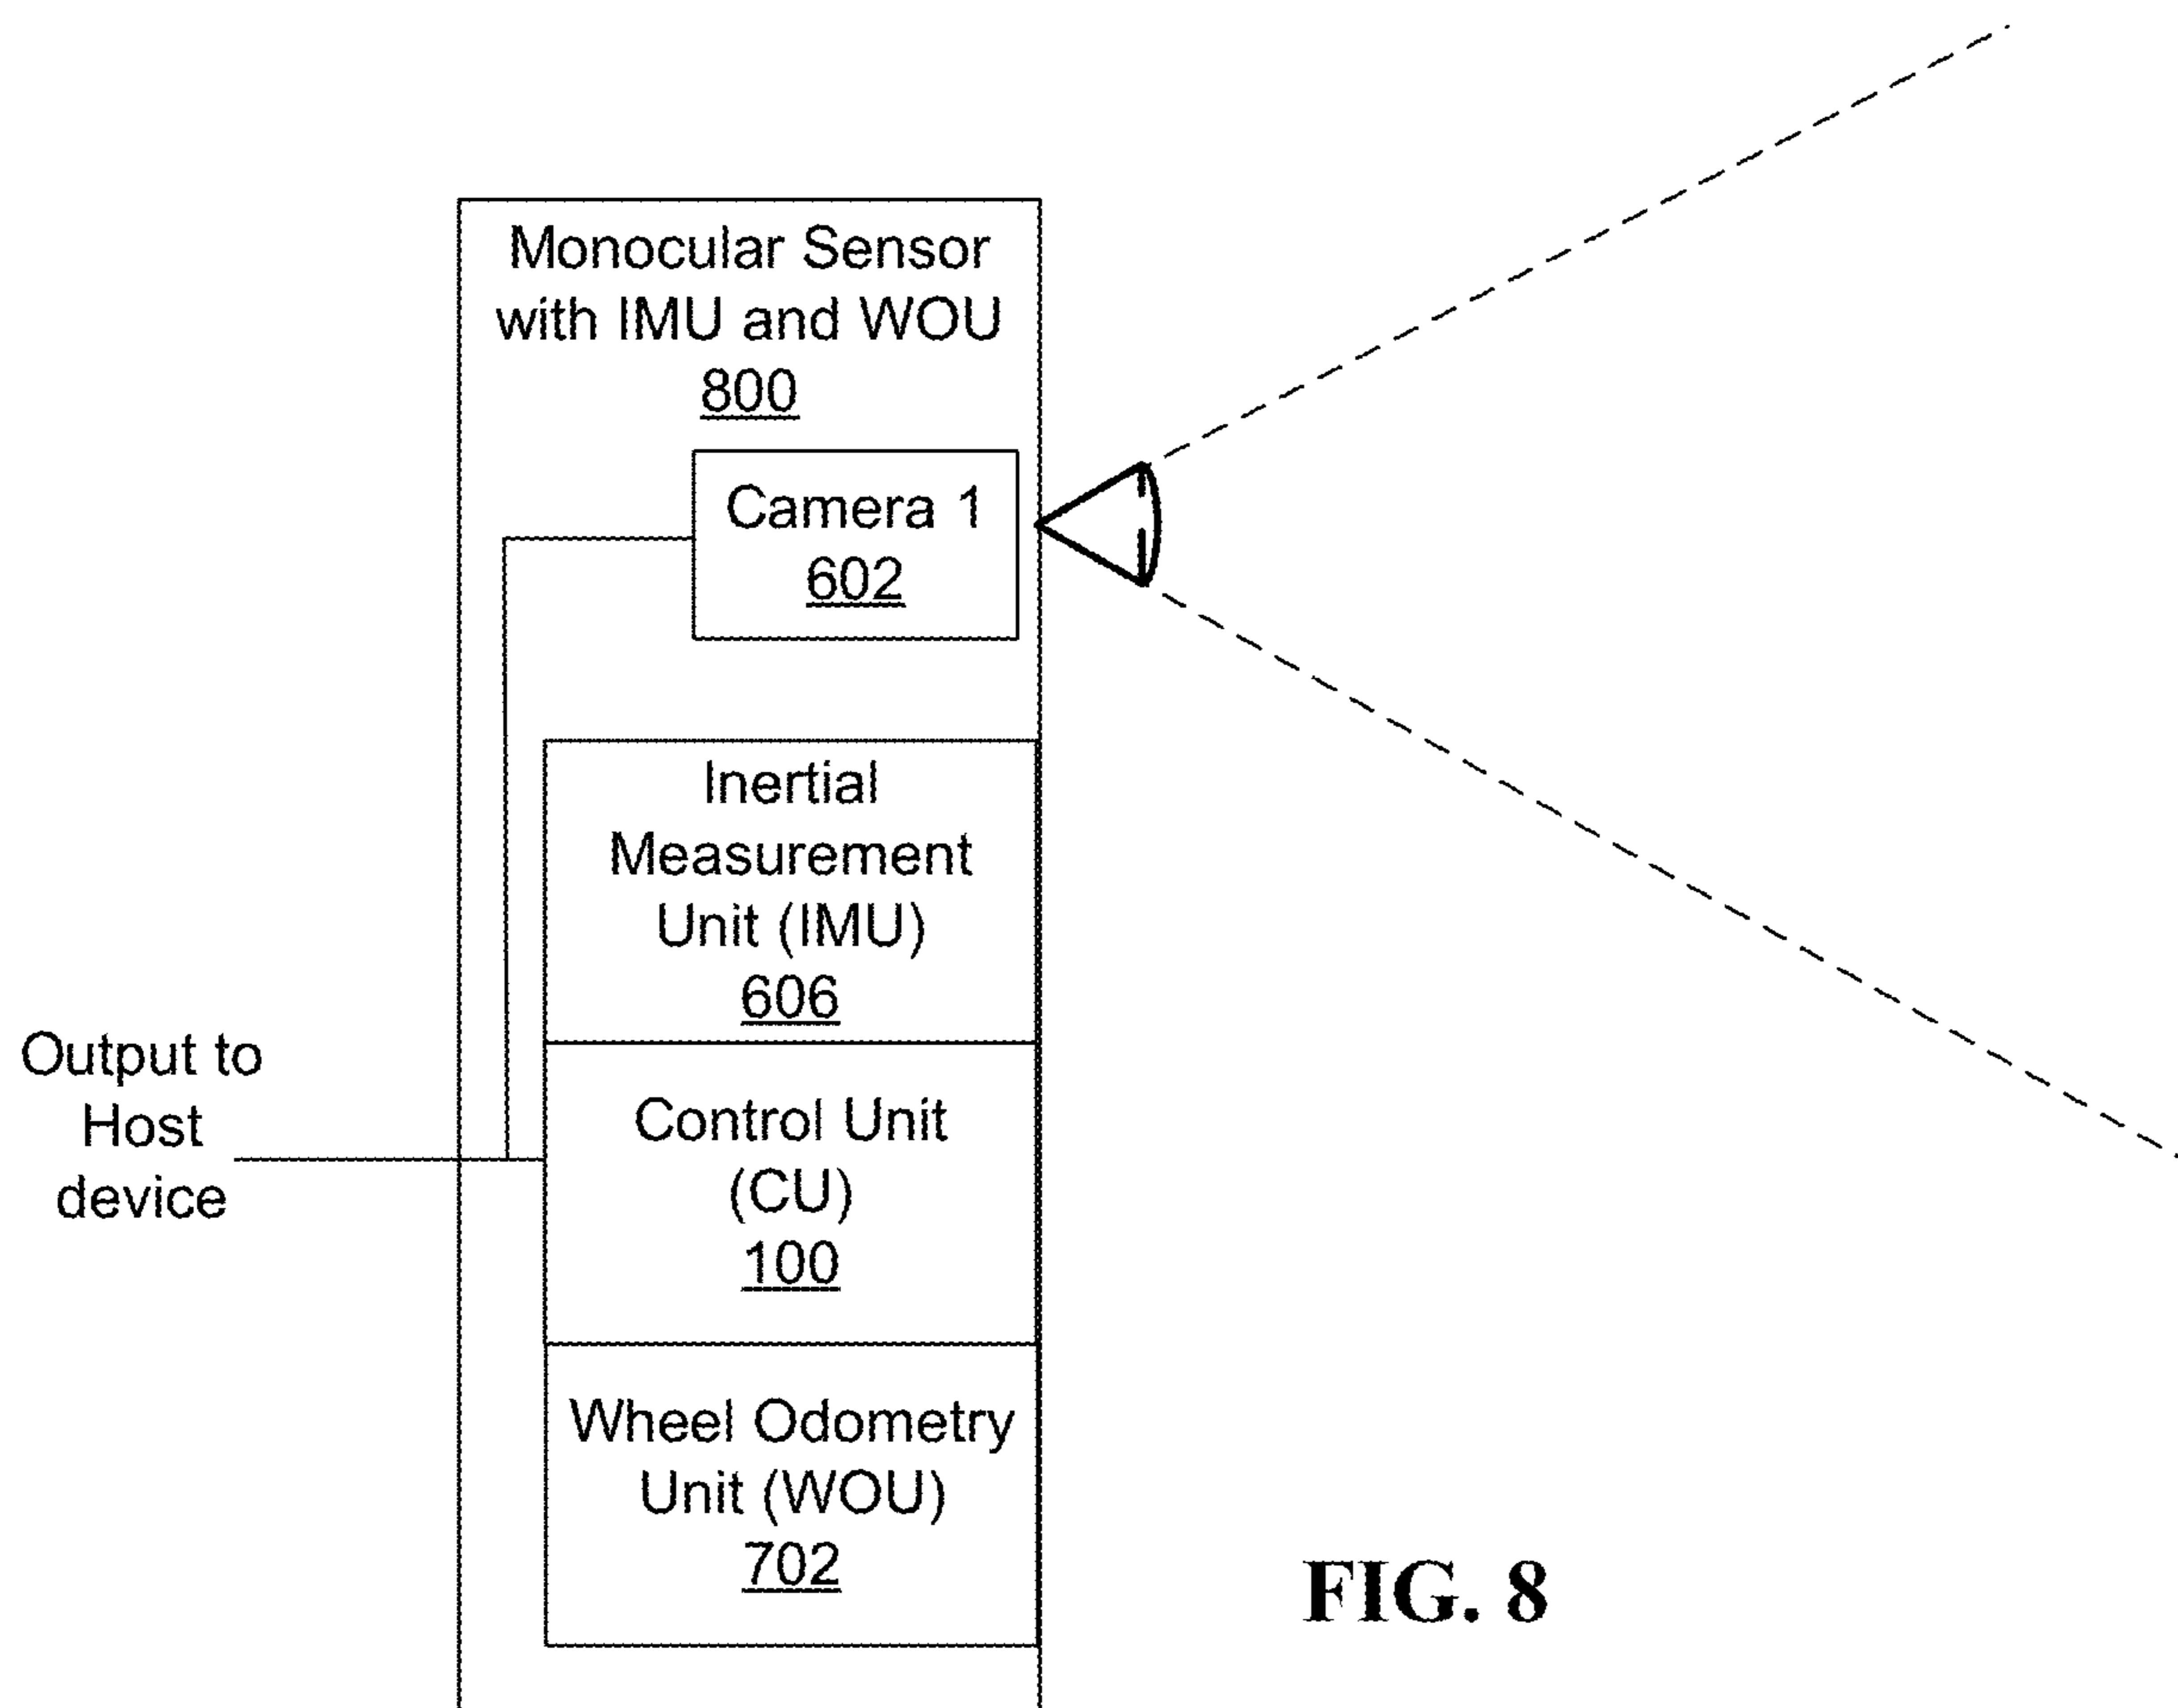 Monocular Sensor
with IMU and WOU
800
Camera 1
602
Inertial
Measurement
Unit (IMU)
606
Output to
Host
device
Control Unit
(CU)
100
Wheel Odometry
Unit (WOU)
702
FIG. 8